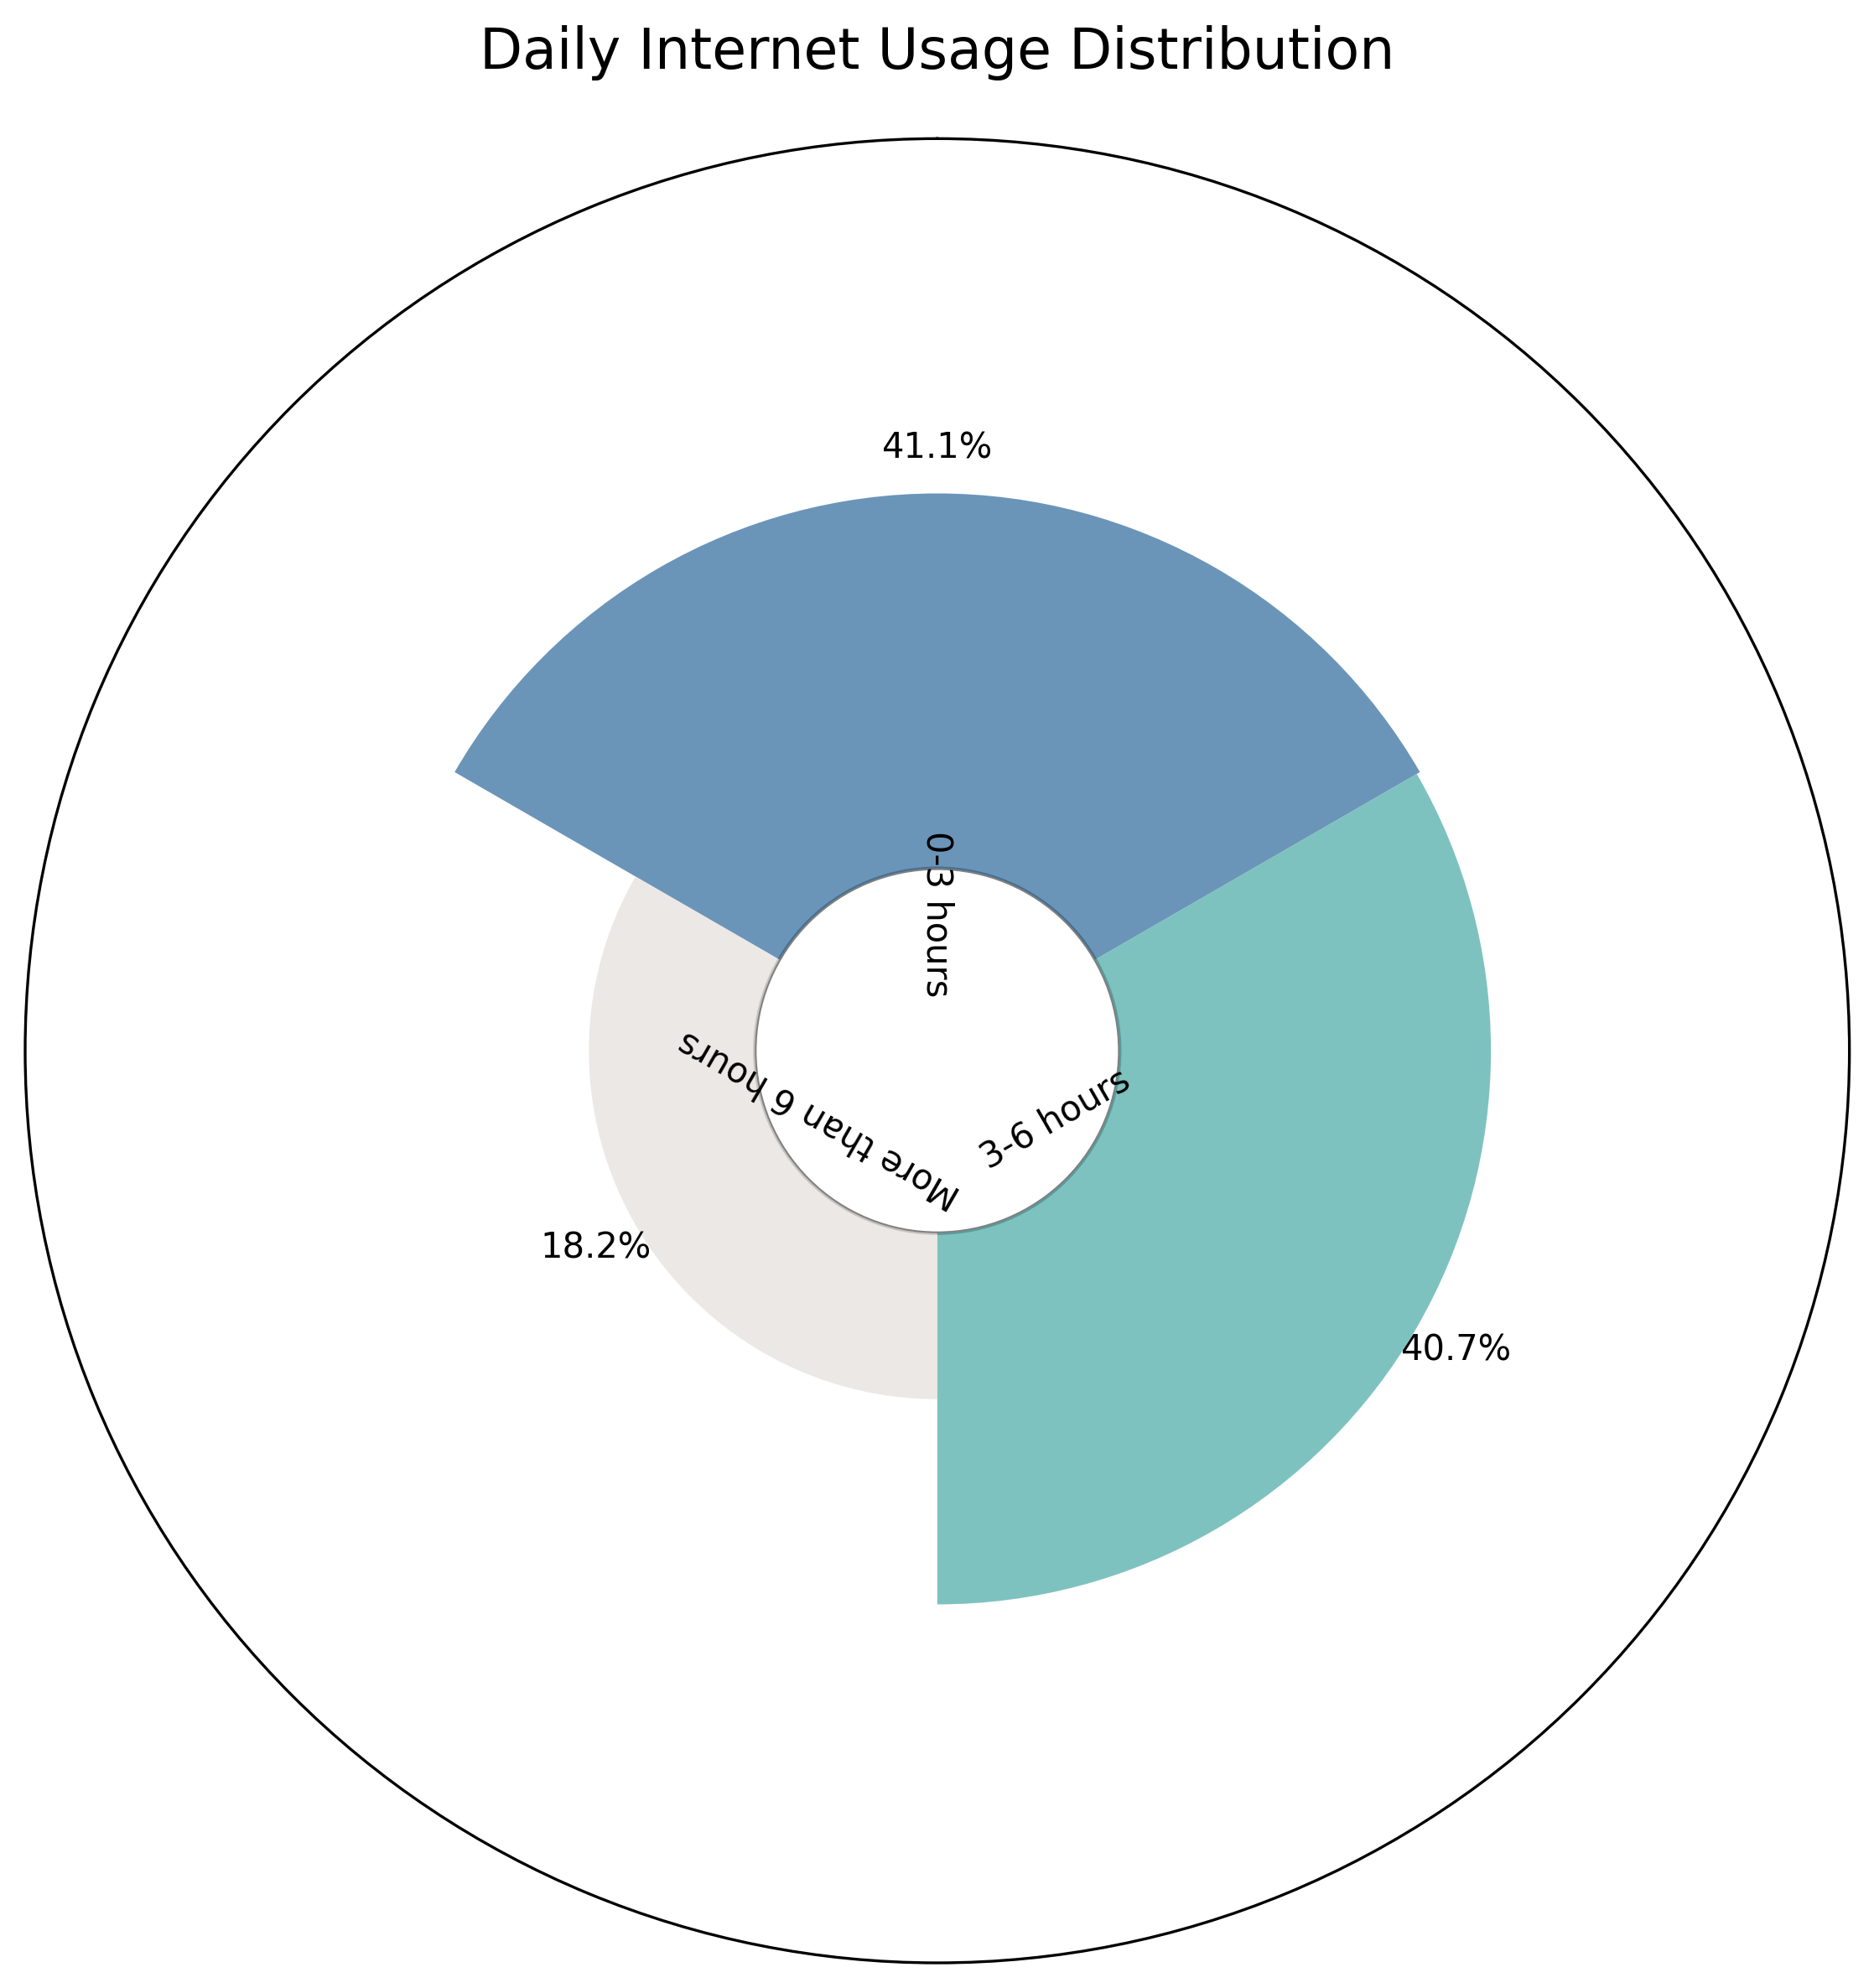 Daily Internet Usage Distribution
41.1%
0-3 hours
3-6 hours
More than 6 hours
18.2%
40.7%